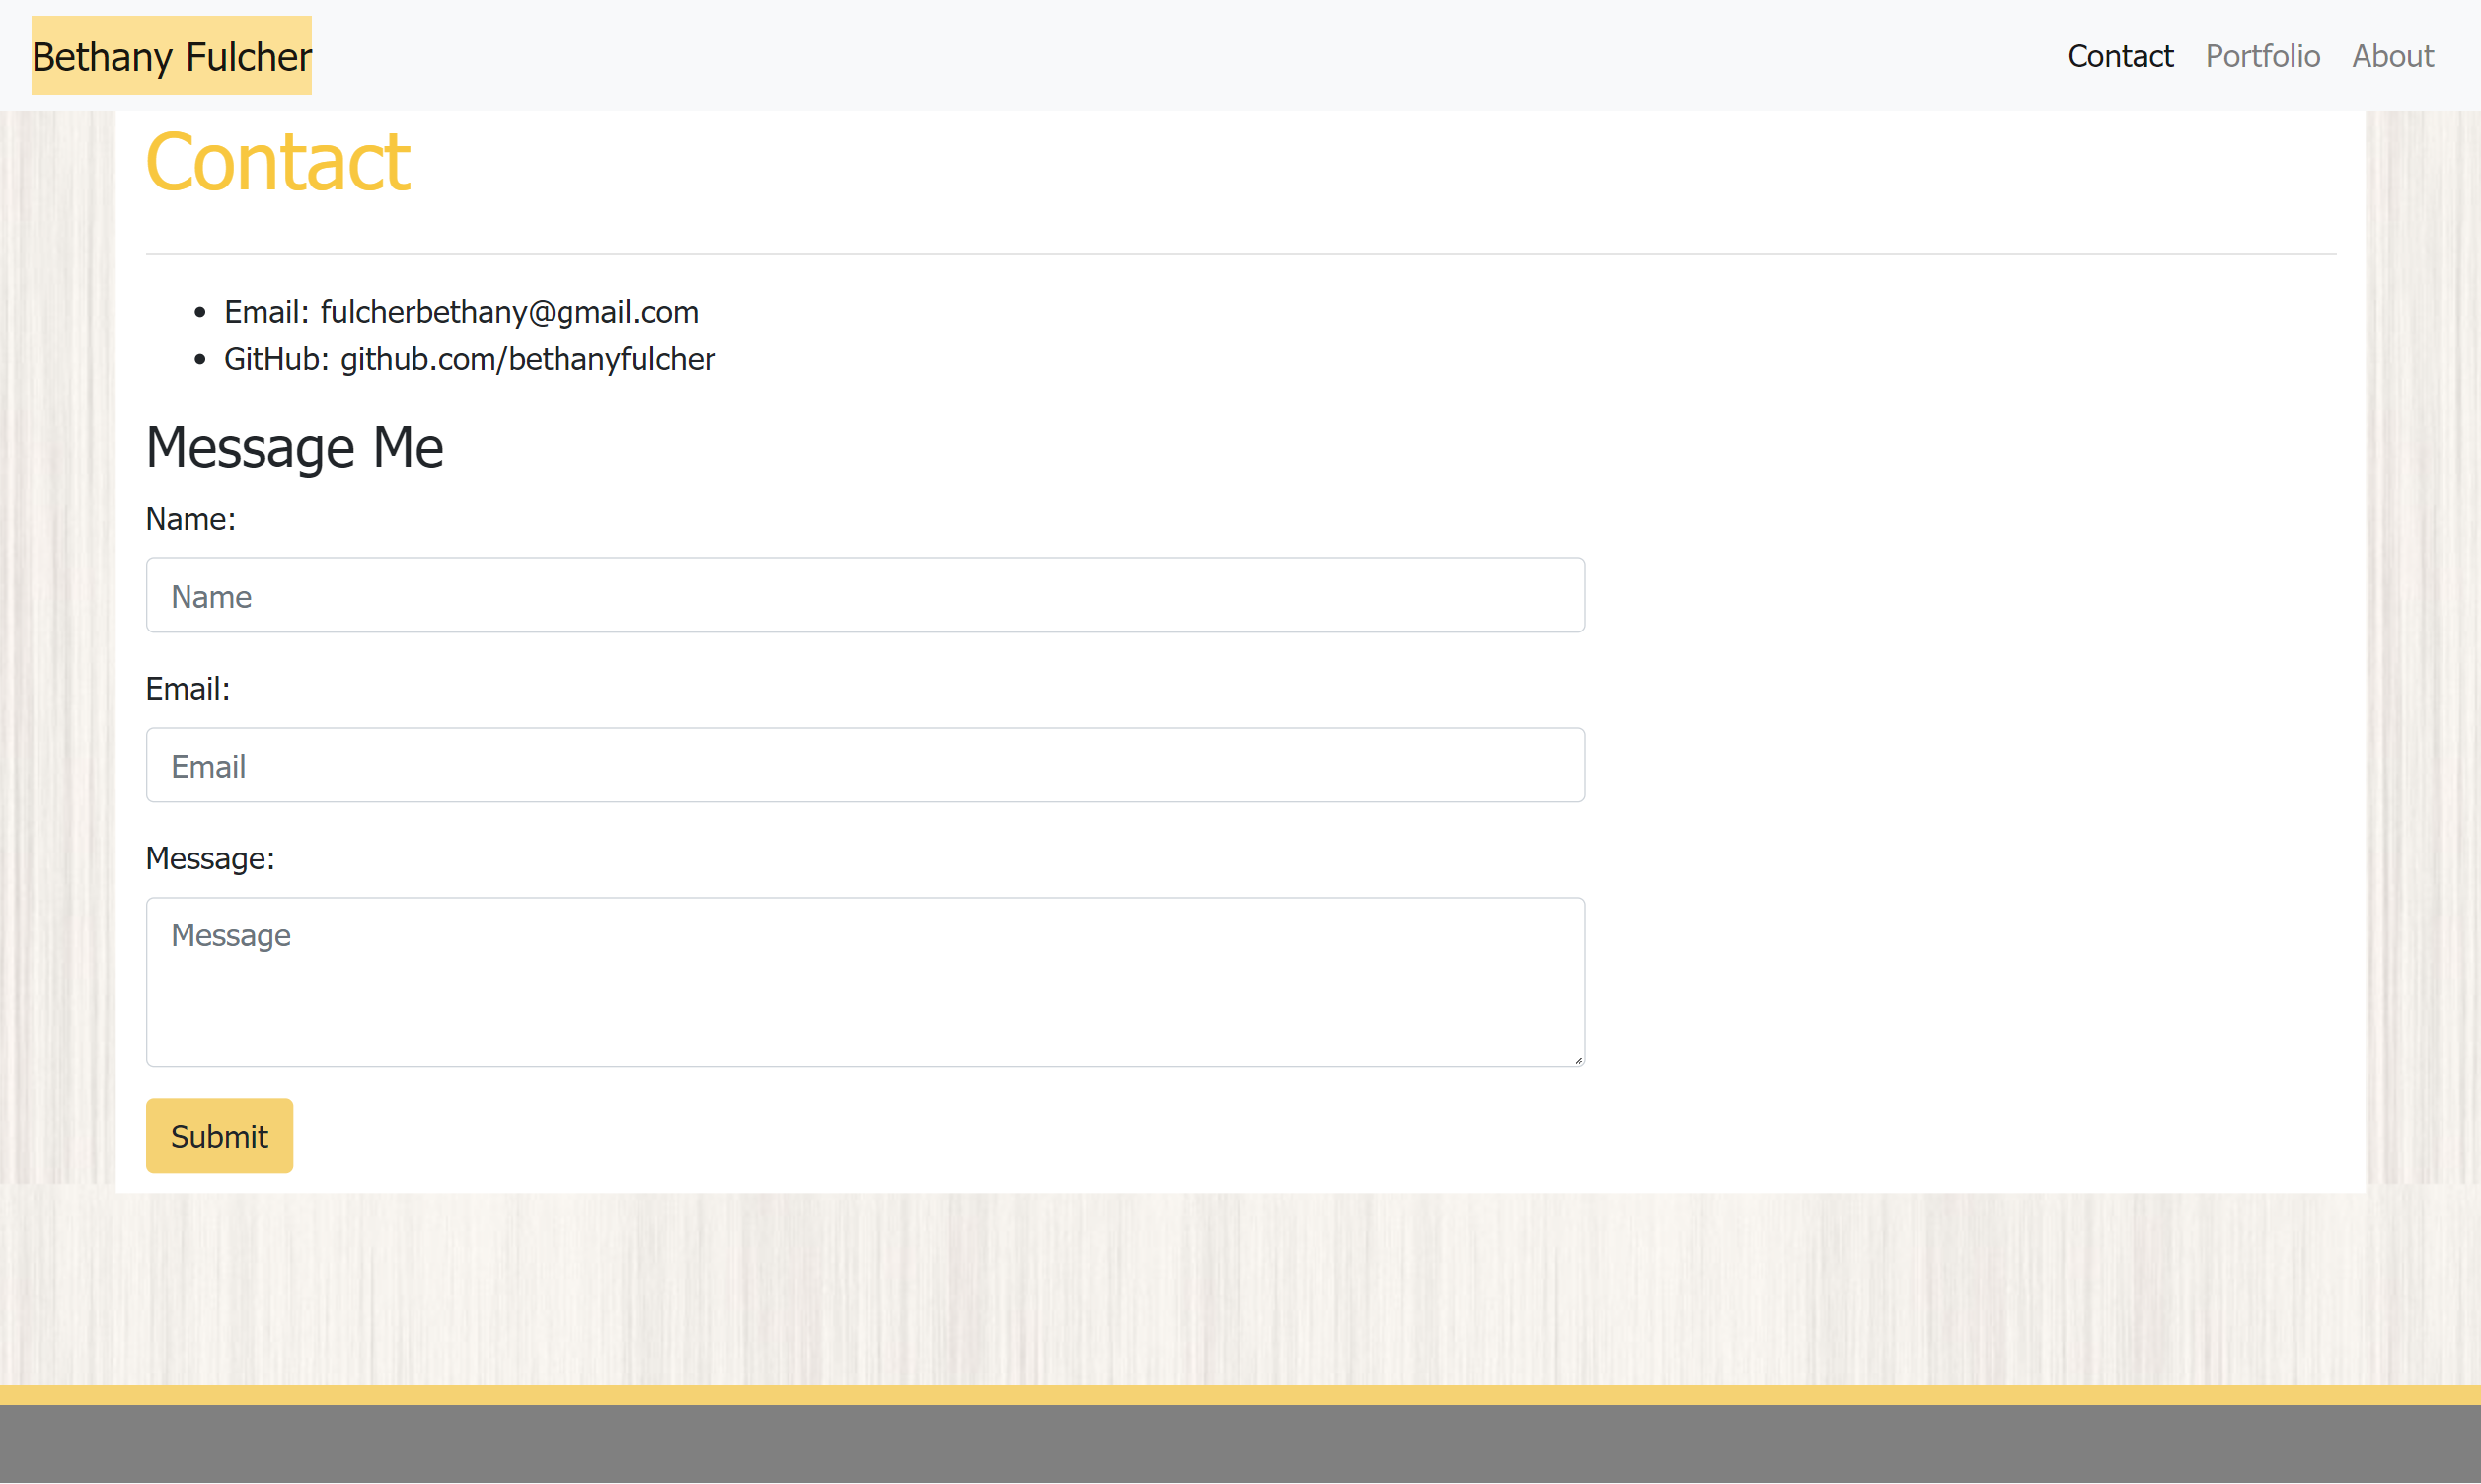 Bethany Fulcher
Contact Portfolio About
Contact
Email: fulcherbethany@gmail.com
GitHub: github.com/bethanyfulcher
Message Me
Name:
Name
Email:
Email
Message:
Message
Submit